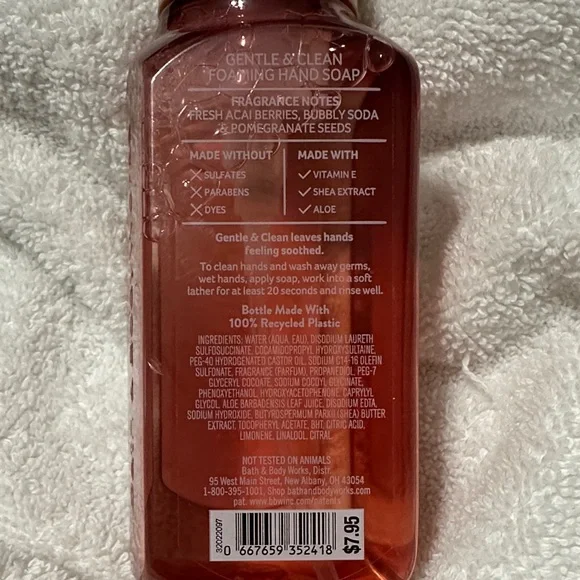 GENTLE & CLEAN
FOAMING HAND SOAP
FRAGRANCE NOTES
FRESH ACAI BERRIES, BUBBLY SODA
& POMEGRANATE SEEDS
MADE WITHOUT
SULFATES
PARABENS
DYES
MADE WITH
VITAMIN E
SHEA EXTRACT
ALOE
Gentle & Clean leaves hands
feeling soothed.
To clean hands and wash away germs,
wet hands, apply soap, work into a soft
lather for at least 20 seconds and rinse well.
Bottle Made With
100% Recycled Plastic
INGREDIENTS: WATER (AQUA, EAU), DISODIUM LAURETH
SULFOSUCCINATE, COCAMIDOPROPYL HYDROXYSULTAINE,
PEG-40 HYDROGENATED CASTOR OIL, SODIUM C14-16 OLEFIN
SULFONATE, FRAGRANCE (PARFUM), PROPANEDIOL, PEG-7
GLYCERYL COCOATE, SODIUM COCOYL GLYCINATE,
PHENOXYETHANOL, HYDROXYACETOPHENONE, CAPRYLYL
GLYCOL, ALOE BARBADENSIS LEAF JUICE, DISODIUM EDTA,
SODIUM HYDROXIDE, BUTYROSPERMUM PARKII (SHEA) BUTTER
EXTRACT, TOCOPHERYL ACETATE, BHT, CITRIC ACID,
LIMONENE, LINALOOL, CITRAL.
NOT TESTED ON ANIMALS
Bath & Body Works, Distr.
95 West Main Street, New Albany, OH 43054
1-800-395-1001, Shop bathandbodyworks.com
pat. www.bbwinc.com/patents
32022097
0 667659 352418
$7.95